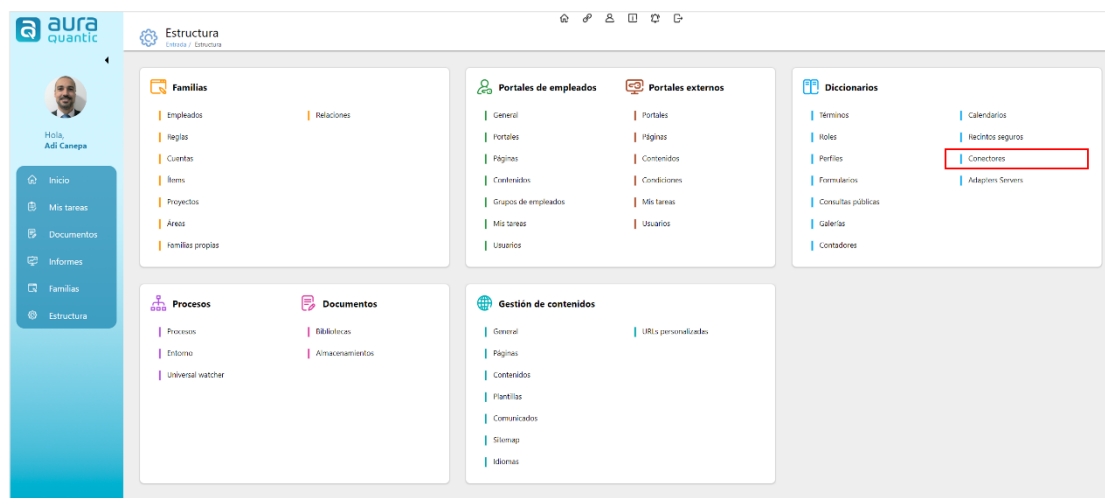 aura
quantic
Estructura
Entrada / Estructura
Hola,
Adi Canepa
Inicio
Mis tareas
Documentos
Informes
Familias
Estructura
Familias
Empleados
Relaciones
Reglas
Cuentas
Ítems
Proyectos
Áreas
Familias propias
Portales de empleados
General
Portales
Páginas
Contenidos
Grupos de empleados
Mis tareas
Usuarios
Portales externos
Portales
Páginas
Contenidos
Condiciones
Mis tareas
Usuarios
Diccionarios
Términos
Roles
Perfiles
Formularios
Consultas públicas
Galerías
Contadores
Calendarios
Recintos seguros
Conectores
Adapters Servers
Procesos
Procesos
Entorno
Universal watcher
Documentos
Bibliotecas
Almacenamientos
Gestión de contenidos
General
Páginas
Contenidos
Plantillas
Comunicados
Sitemap
Idiomas
URLs personalizadas